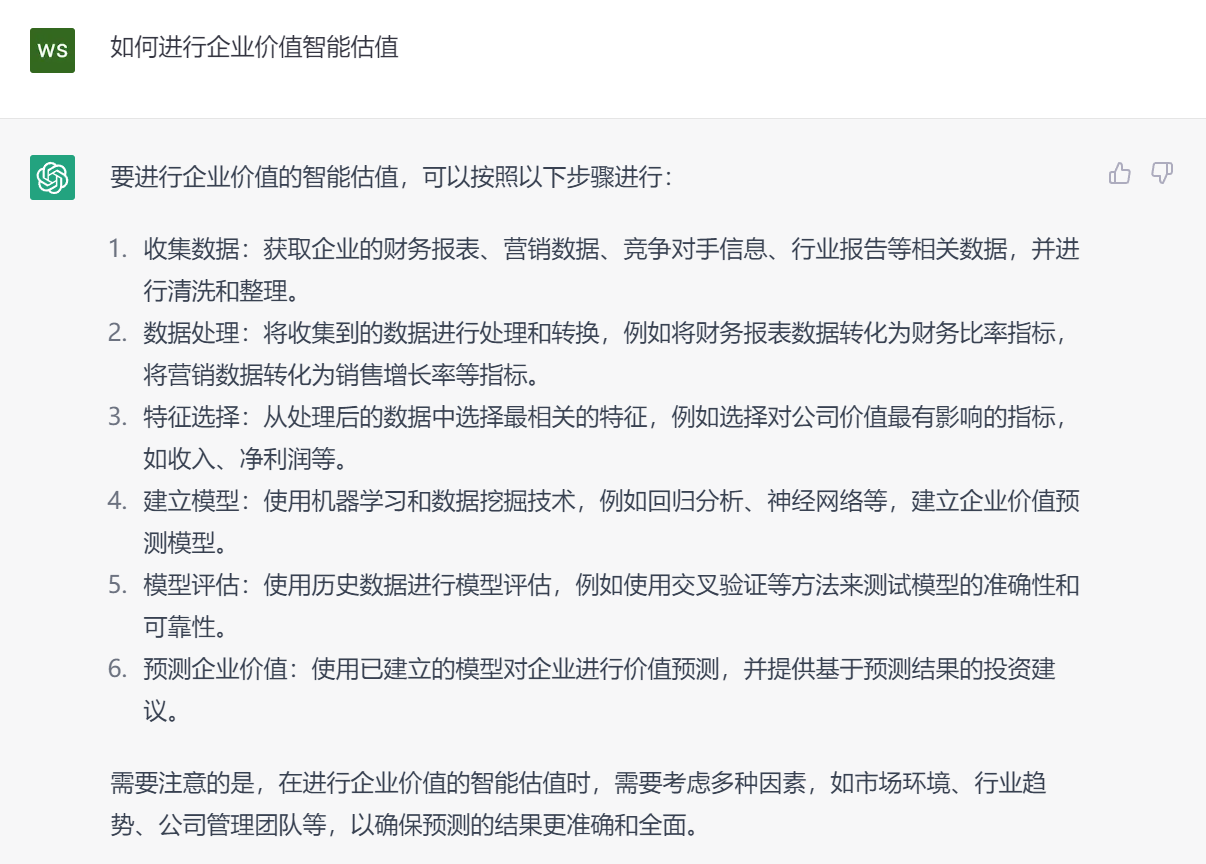 WS
如何进行企业价值智能估值
要进行企业价值的智能估值，可以按照以下步骤进行：
1. 收集数据：获取企业的财务报表、营销数据、竞争对手信息、行业报告等相关数据，并进
行清洗和整理。
2. 数据处理：将收集到的数据进行处理和转换，例如将财务报表数据转化为财务比率指标，
将营销数据转化为销售增长率等指标。
3. 特征选择：从处理后的数据中选择最相关的特征，例如选择对公司价值最有影响的指标，
如收入、净利润等。
4. 建立模型：使用机器学习和数据挖掘技术，例如回归分析、神经网络等，建立企业价值预
测模型。
5. 模型评估：使用历史数据进行模型评估，例如使用交叉验证等方法来测试模型的准确性和
可靠性。
6. 预测企业价值：使用已建立的模型对企业进行价值预测，并提供基于预测结果的投资建
议。
需要注意的是，在进行企业价值的智能估值时，需要考虑多种因素，如市场环境、行业趋
势、公司管理团队等，以确保预测的结果更准确和全面。